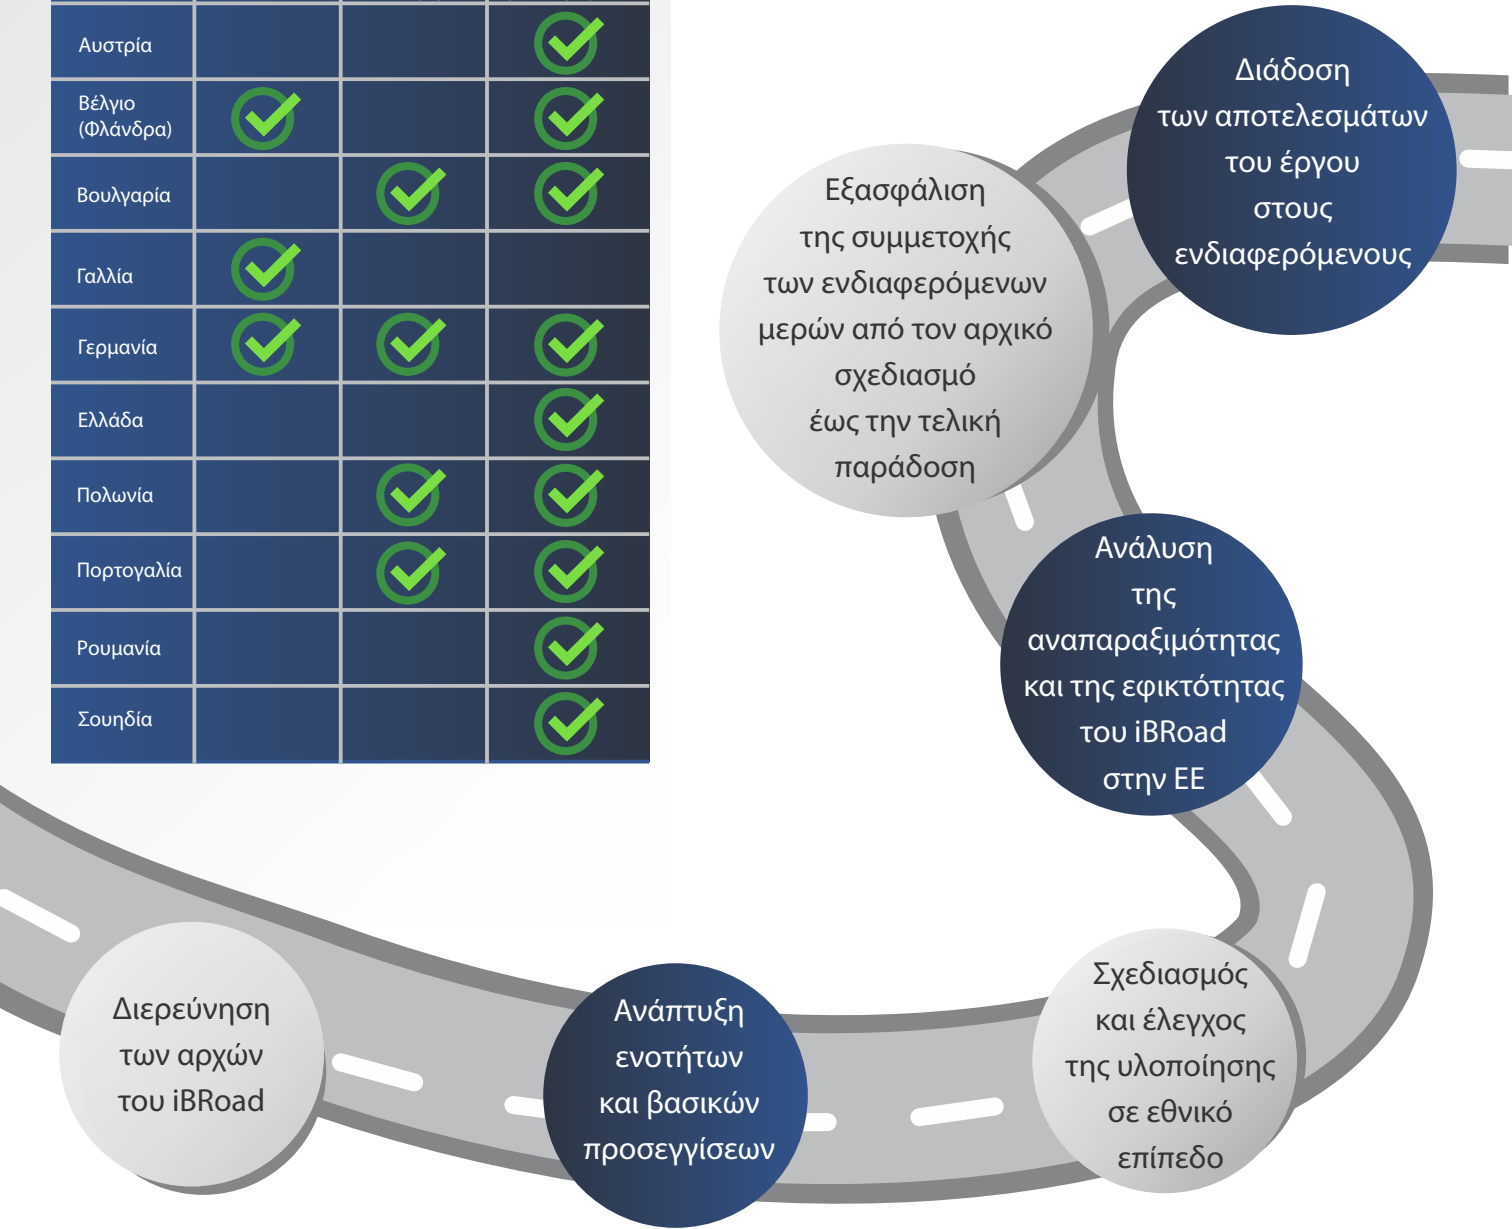 Αυστρία
Βέλγιο
(Φλάνδρα)
Βουλγαρία
Γαλλία
Γερμανία
Ελλάδα
Πολωνία
Πορτογαλία
Ρουμανία
Σουηδία
Διερεύνηση
των αρχών
του iBRoad
Ανάπτυξη
ενοτήτων
και βασικών
προσεγγίσεων
Σχεδιασμός
και έλεγχος
της υλοποίησης
σε εθνικό
επίπεδο
Ανάλυση
της
αναπαραξιμότητας
και της εφικτότητας
του iBRoad
στην ΕΕ
Εξασφάλιση
της συμμετοχής
των ενδιαφερόμενων
μερών από τον αρχικό
σχεδιασμό
έως την τελική
παράδοση
Διάδοση
των αποτελεσμάτων
του έργου
στους
ενδιαφερόμενους